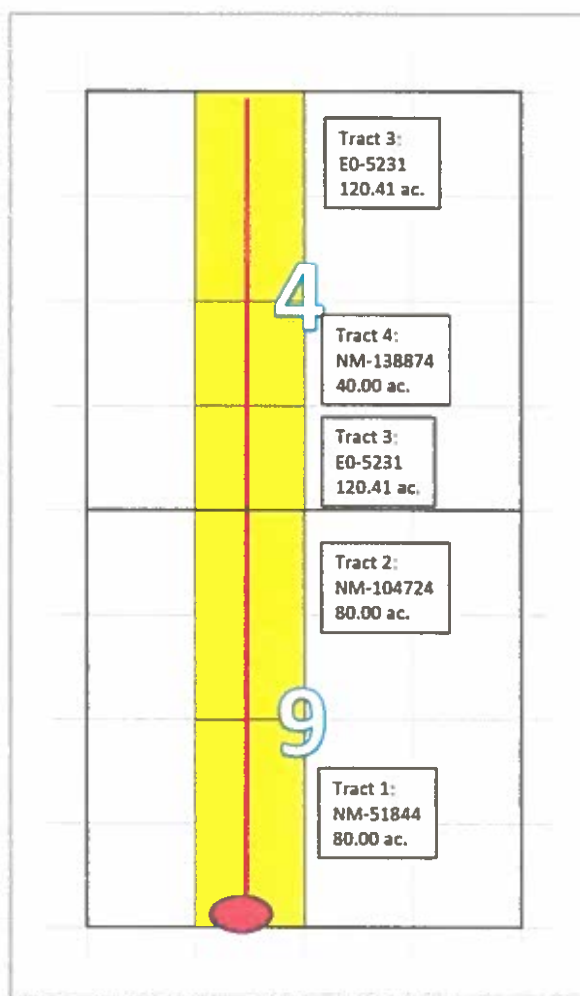 Tract 3:
E0-5231
120.41 ac.
4
Tract 4:
NM-138874
40.00 ac.
Tract 3:
E0-5231
120.41 ac.
Tract 2:
NM-104724
80.00 ac.
9
Tract 1:
NM-51844
80.00 ac.